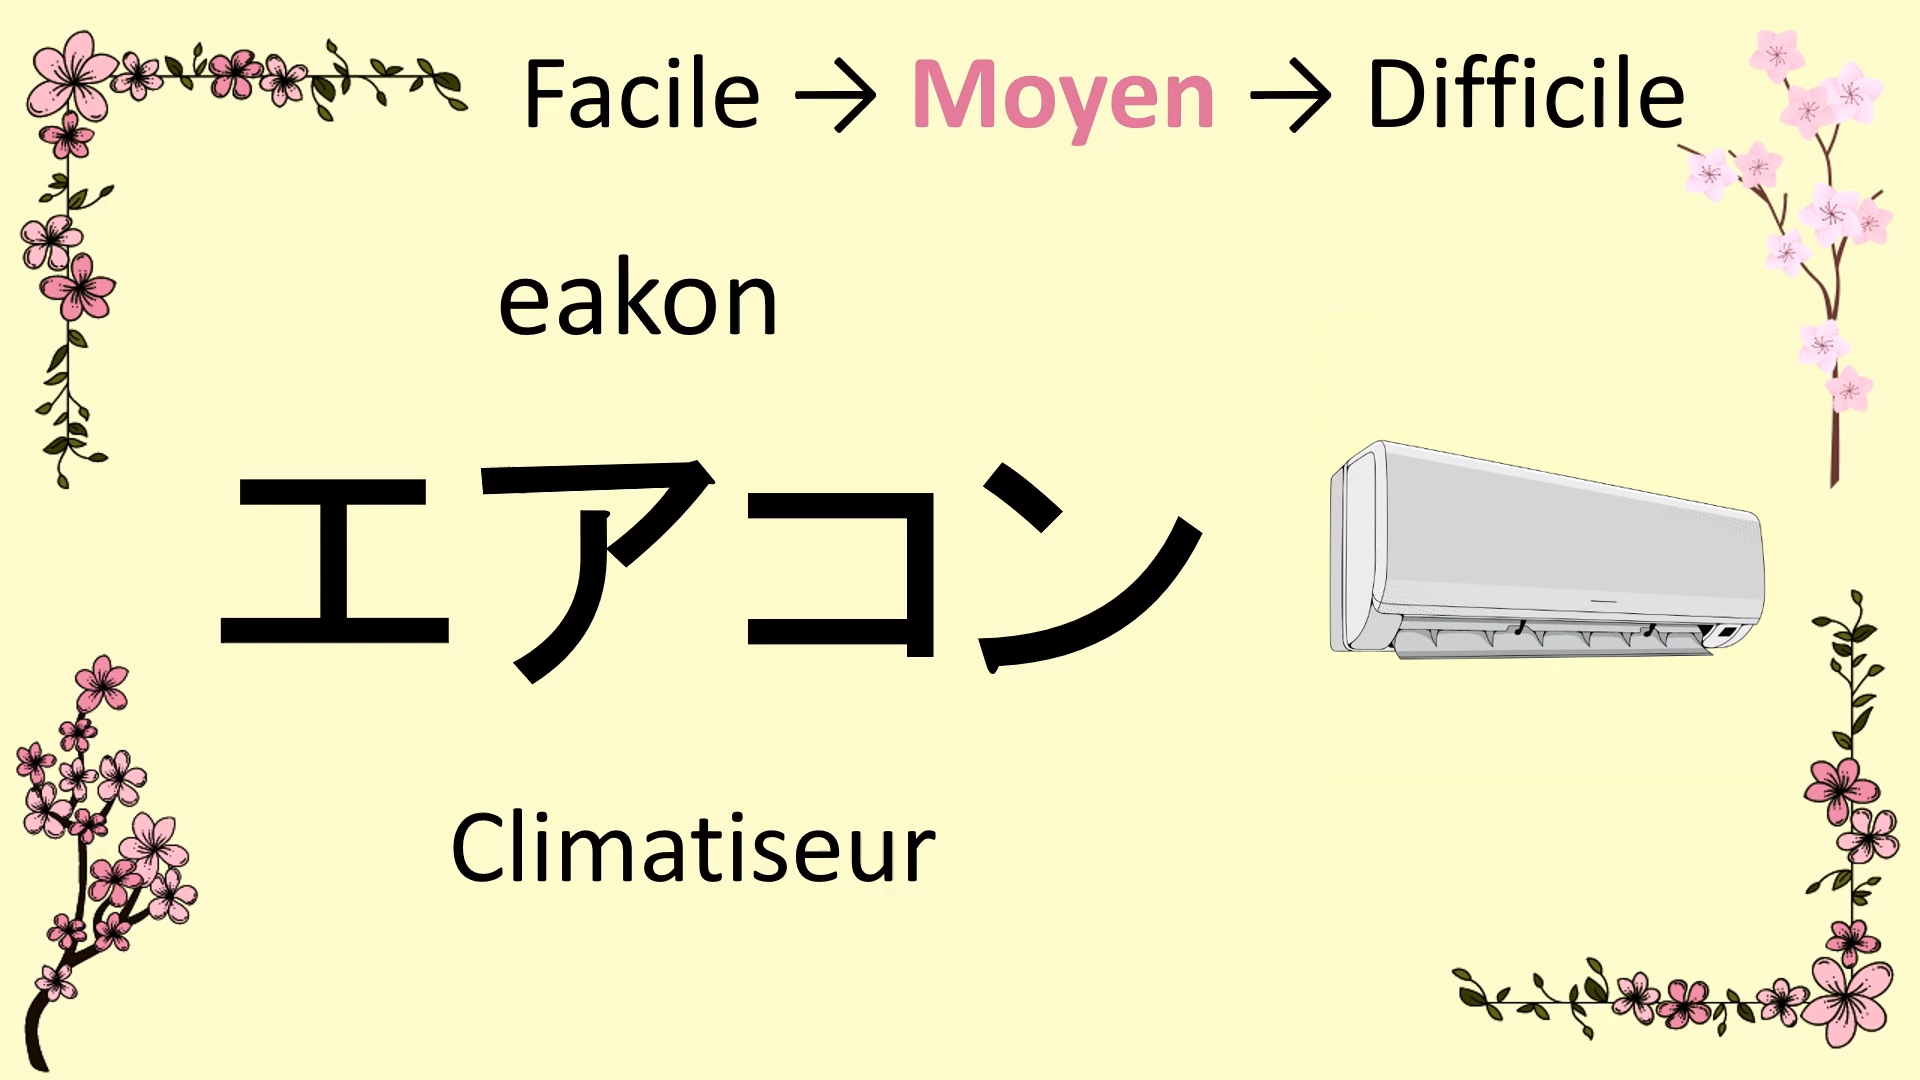 Facile → Moyen → Difficile
eakon
エアコン
Climatiseur